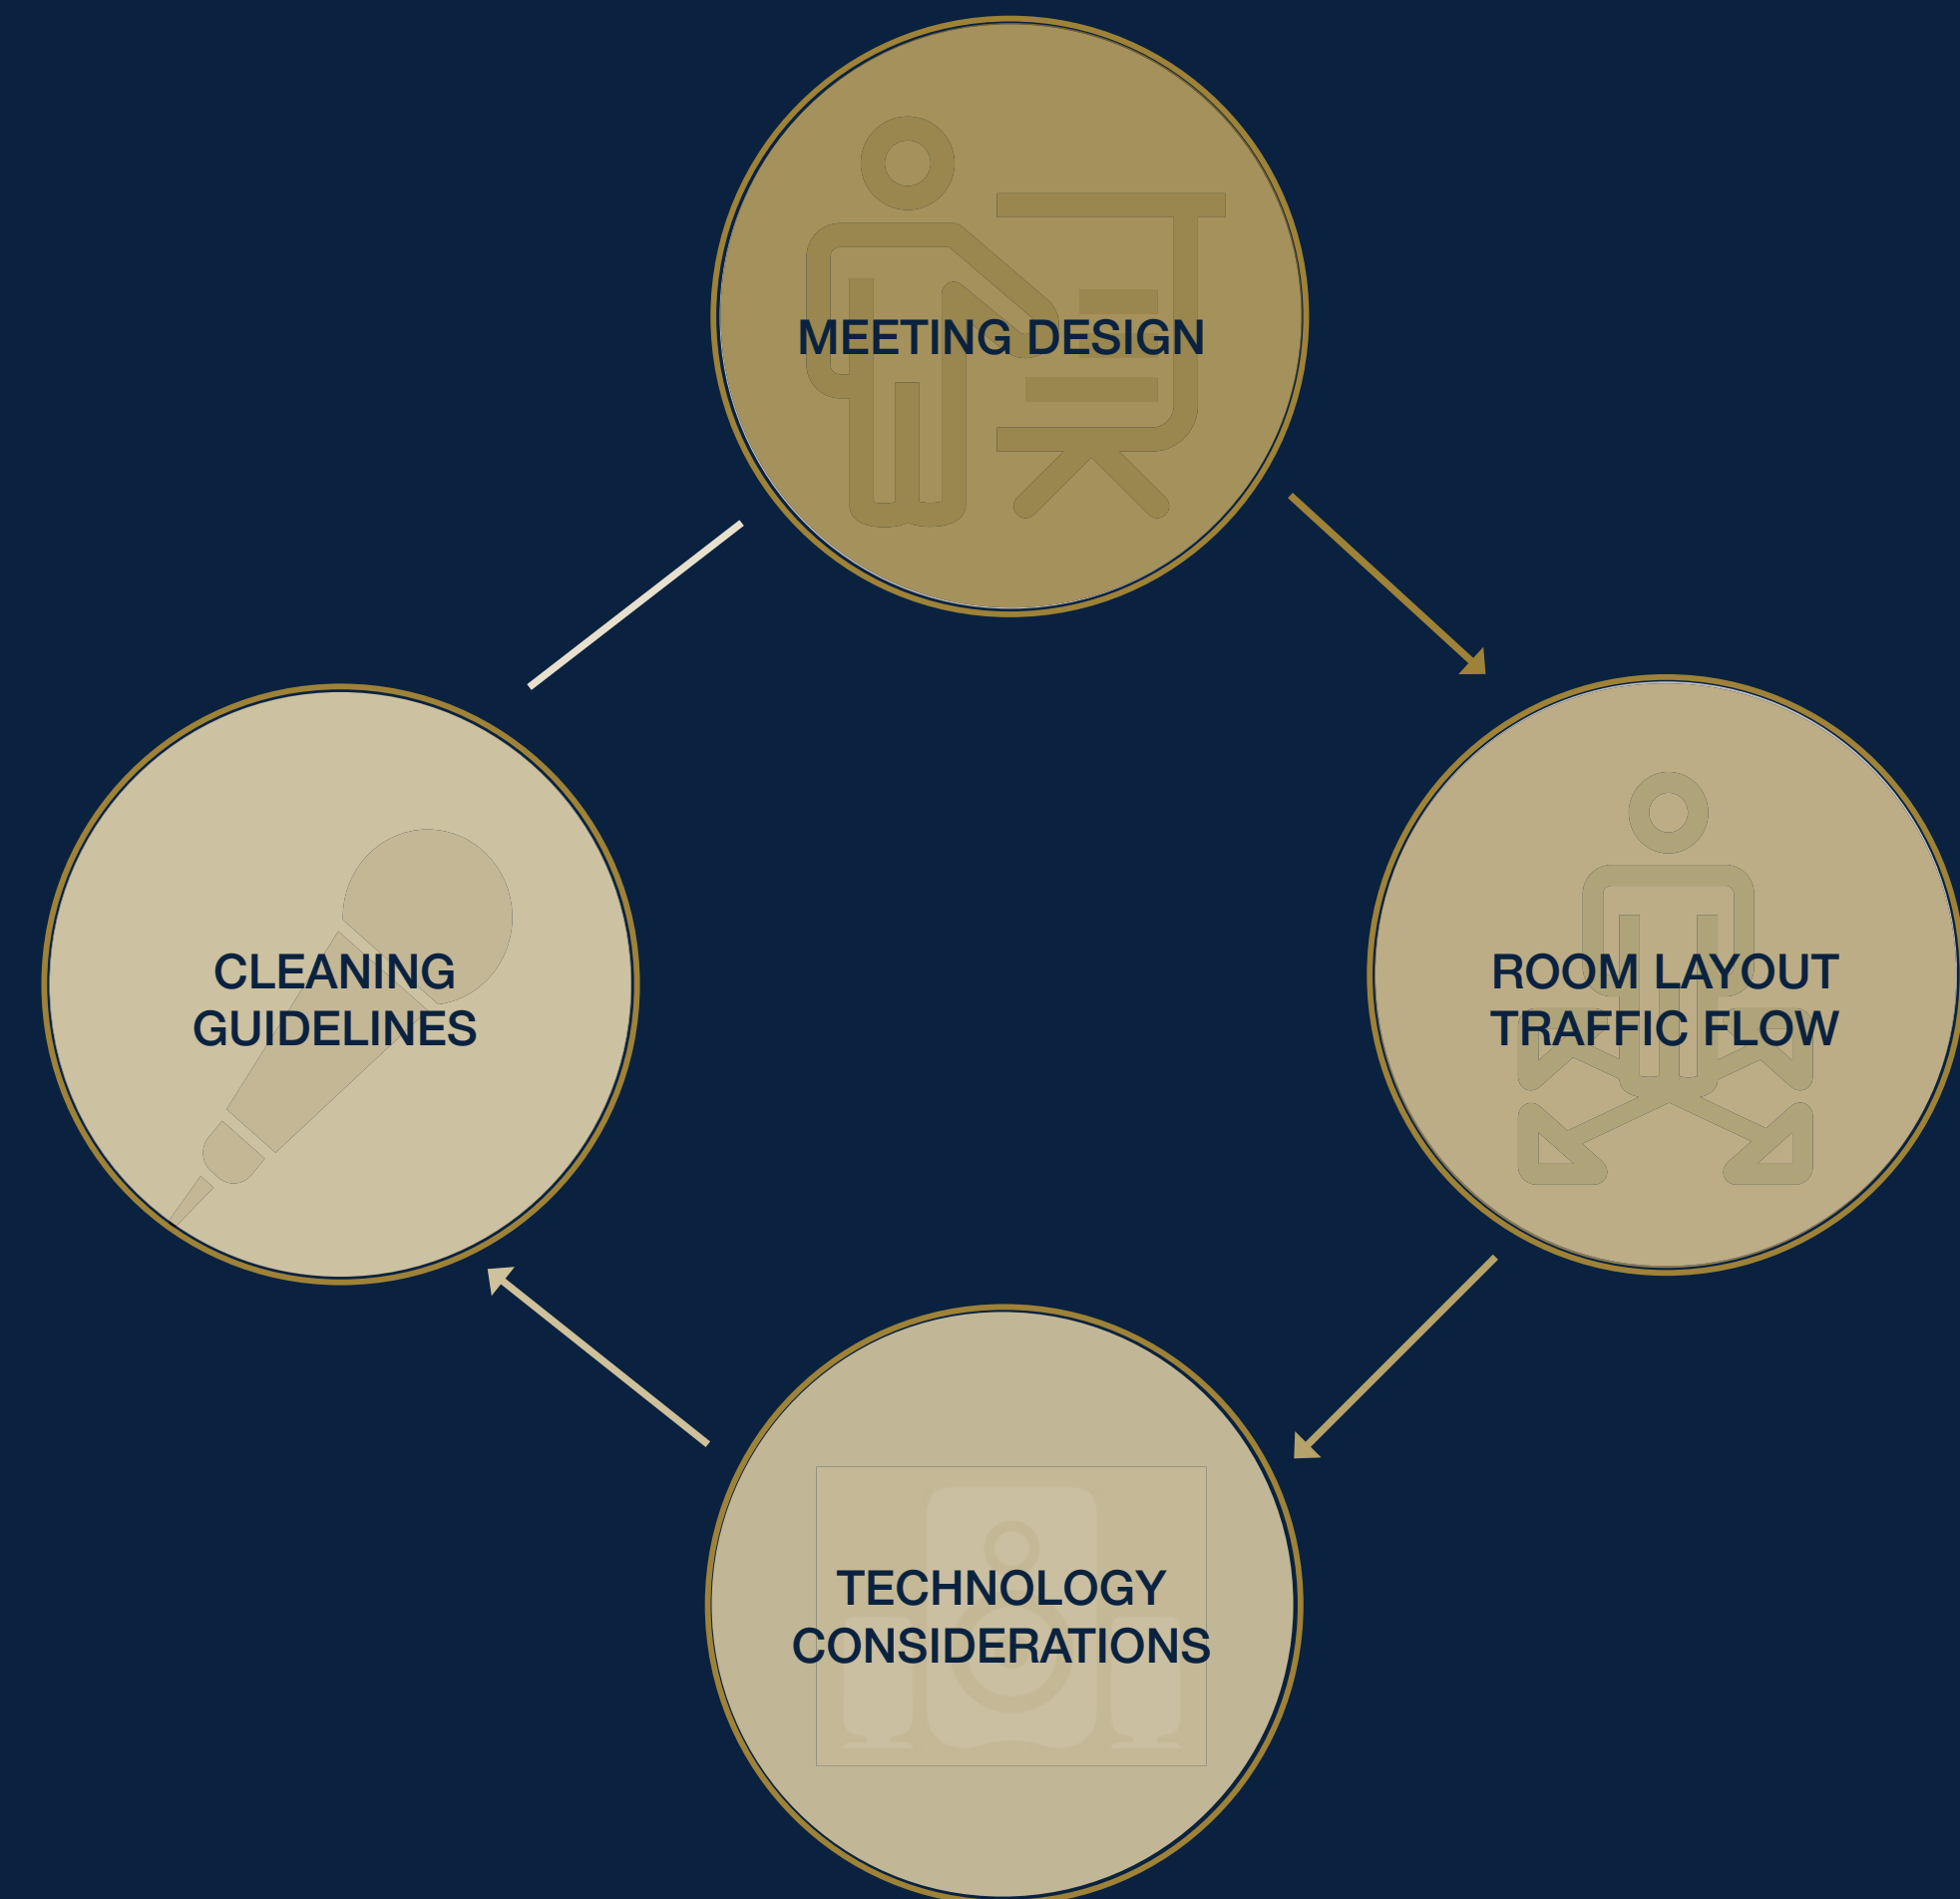 MEETING DESIGN
CLEANING
GUIDELINES
ROOM LAYOUT
TRAFFIC FLOW
TECHNOLOGY
CONSIDERATIONS